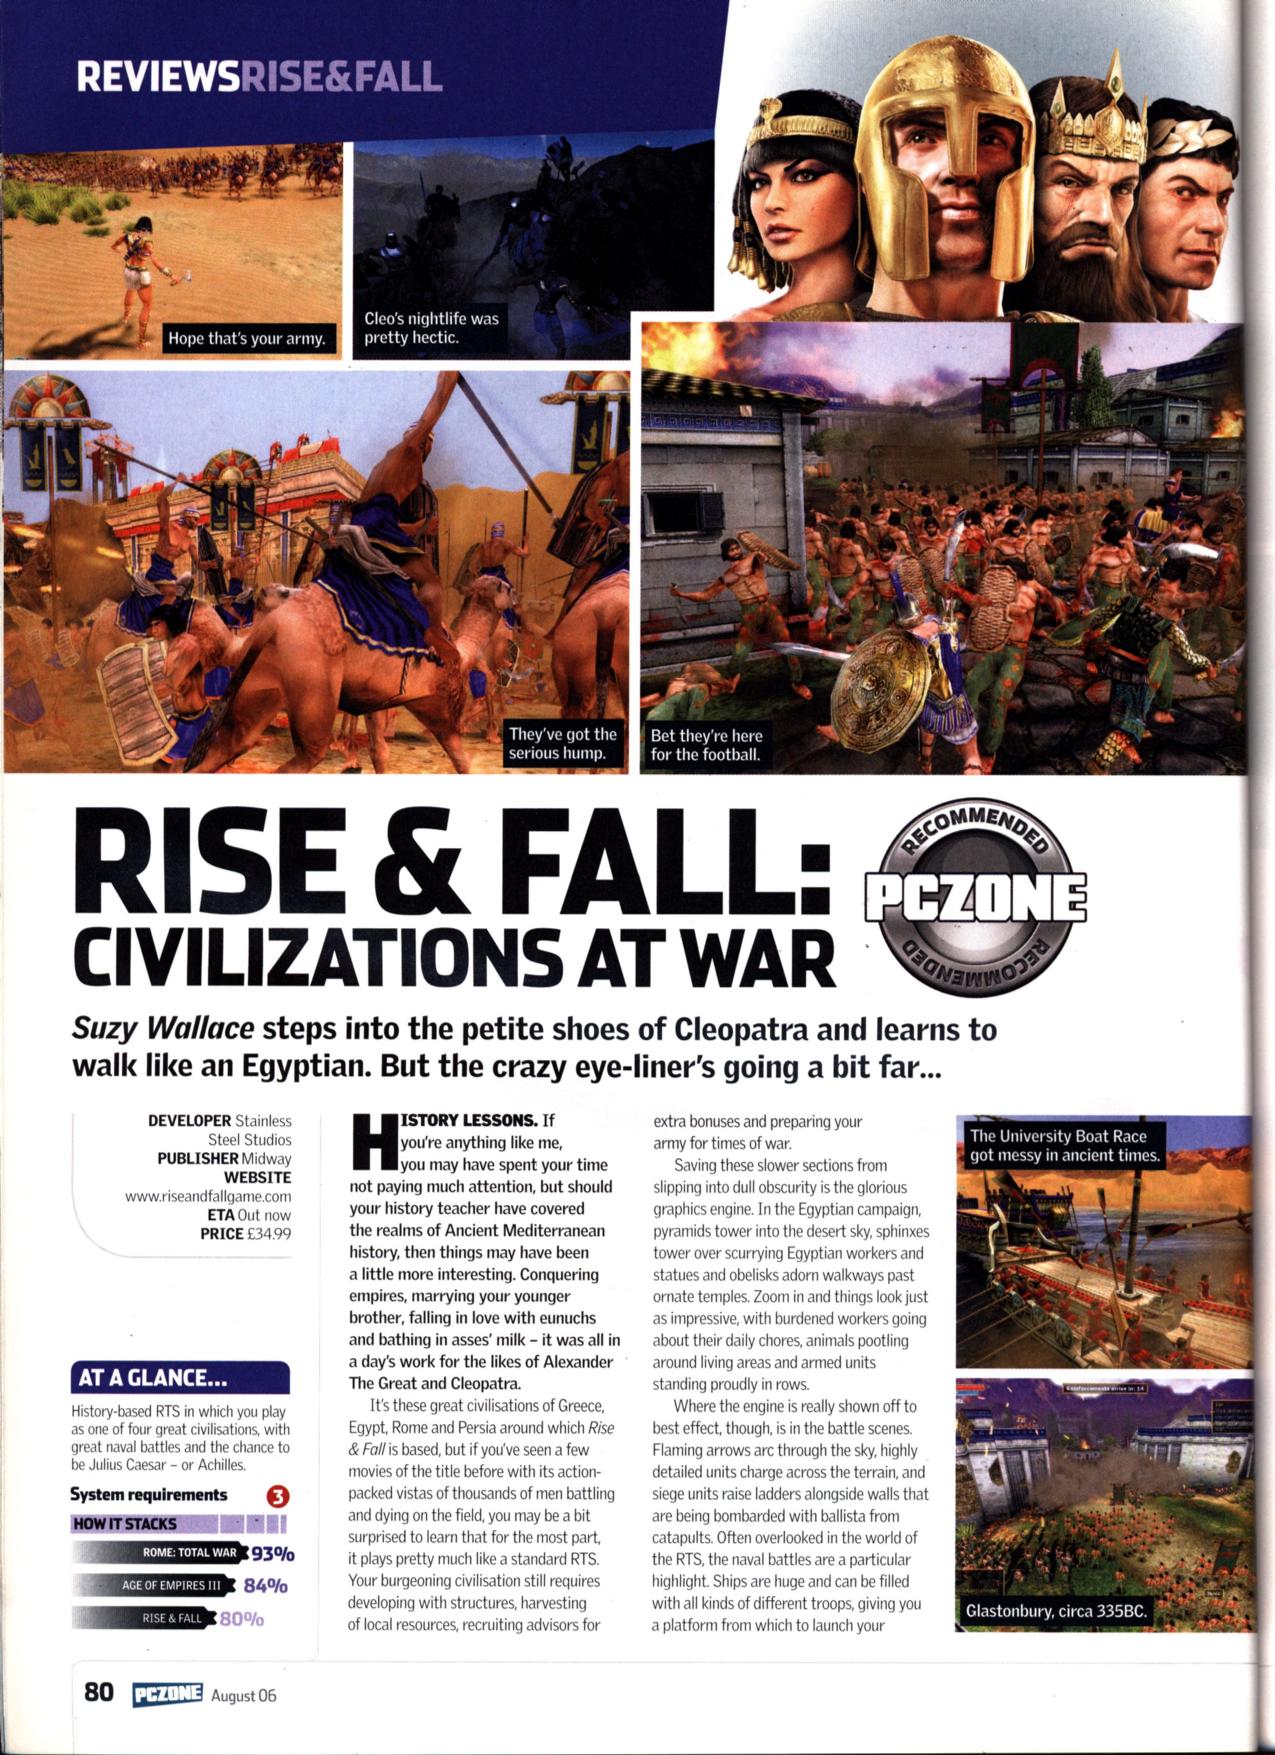 REVIEWSRISE&FALL
Hope that's your army.
Cleo's nightlife was
pretty hectic.
They've got the
serious hump.
Bet they're here
for the football.
RISE & FALL:
CIVILIZATIONS AT WAR
RECOMMENDED
PCZONE
RECOMMENDED
Suzy Wallace steps into the petite shoes of Cleopatra and learns to
walk like an Egyptian. But the crazy eye-liner's going a bit far...
DEVELOPER Stainless
Steel Studios
PUBLISHER Midway
WEBSITE
www.riseandfallgame.com
ETA Out now
PRICE £34.99
AT A GLANCE...
History-based RTS in which you play
as one of four great civilisations, with
great naval battles and the chance to
be Julius Caesar – or Achilles.
System requirements 3
HOW IT STACKS
ROME: TOTAL WAR 93%
AGE OF EMPIRES III 84%
RISE & FALL 80%
HISTORY LESSONS. If
you're anything like me,
you may have spent your time
not paying much attention, but should
your history teacher have covered
the realms of Ancient Mediterranean
history, then things may have been
a little more interesting. Conquering
empires, marrying your younger
brother, falling in love with eunuchs
and bathing in asses' milk – it was all in
a day's work for the likes of Alexander
The Great and Cleopatra.
It's these great civilisations of Greece,
Egypt, Rome and Persia around which Rise
& Fall is based, but if you've seen a few
movies of the title before with its action-
packed vistas of thousands of men battling
and dying on the field, you may be a bit
surprised to learn that for the most part,
it plays pretty much like a standard RTS.
Your burgeoning civilisation still requires
developing with structures, harvesting
of local resources, recruiting advisors for
extra bonuses and preparing your
army for times of war.
Saving these slower sections from
slipping into dull obscurity is the glorious
graphics engine. In the Egyptian campaign,
pyramids tower into the desert sky, sphinxes
tower over scurrying Egyptian workers and
statues and obelisks adorn walkways past
ornate temples. Zoom in and things look just
as impressive, with burdened workers going
about their daily chores, animals pootling
around living areas and armed units
standing proudly in rows.
Where the engine is really shown off to
best effect, though, is in the battle scenes.
Flaming arrows arc through the sky, highly
detailed units charge across the terrain, and
siege units raise ladders alongside walls that
are being bombarded with ballista from
catapults. Often overlooked in the world of
the RTS, the naval battles are a particular
highlight. Ships are huge and can be filled
with all kinds of different troops, giving you
a platform from which to launch your
The University Boat Race
got messy in ancient times.
Reinforcements arrive in: 14
Glastonbury, circa 335BC.
80 PCZONE August 06